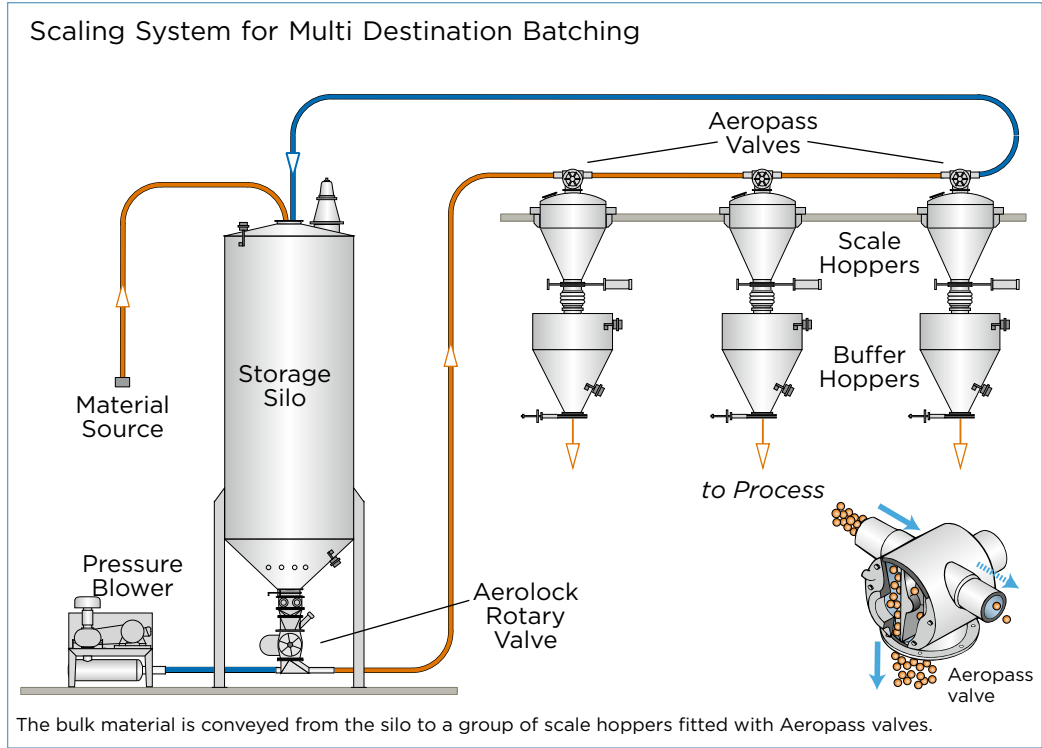 Scaling System for Multi Destination Batching
Aeropass
Valves
Scale
Hoppers
Storage
Silo
Buffer
Hoppers
Material
Source
to Process
Pressure
Blower
Aerolock
Rotary
Valve
Aeropass
valve
The bulk material is conveyed from the silo to a group of scale hoppers fitted with Aeropass valves.